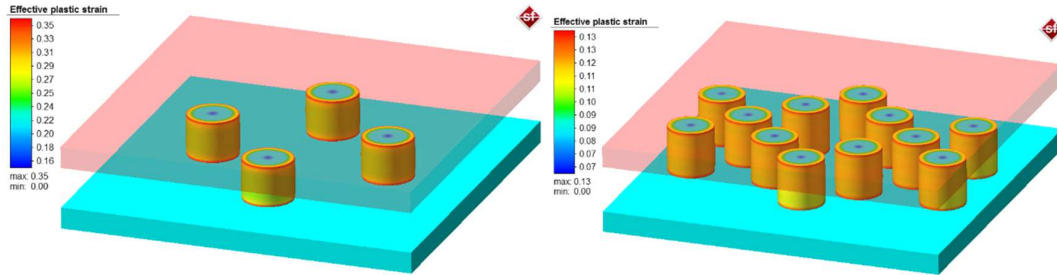 Effective plastic strain
0.35
0.33
0.31
0.29
0.27
0.25
0.24
0.22
0.20
0.18
0.16
max: 0.35
min: 0.00
sf
Effective plastic strain
0.13
0.13
0.12
0.11
0.11
0.10
0.09
0.09
0.08
0.07
0.07
max: 0.13
min: 0.00
sf